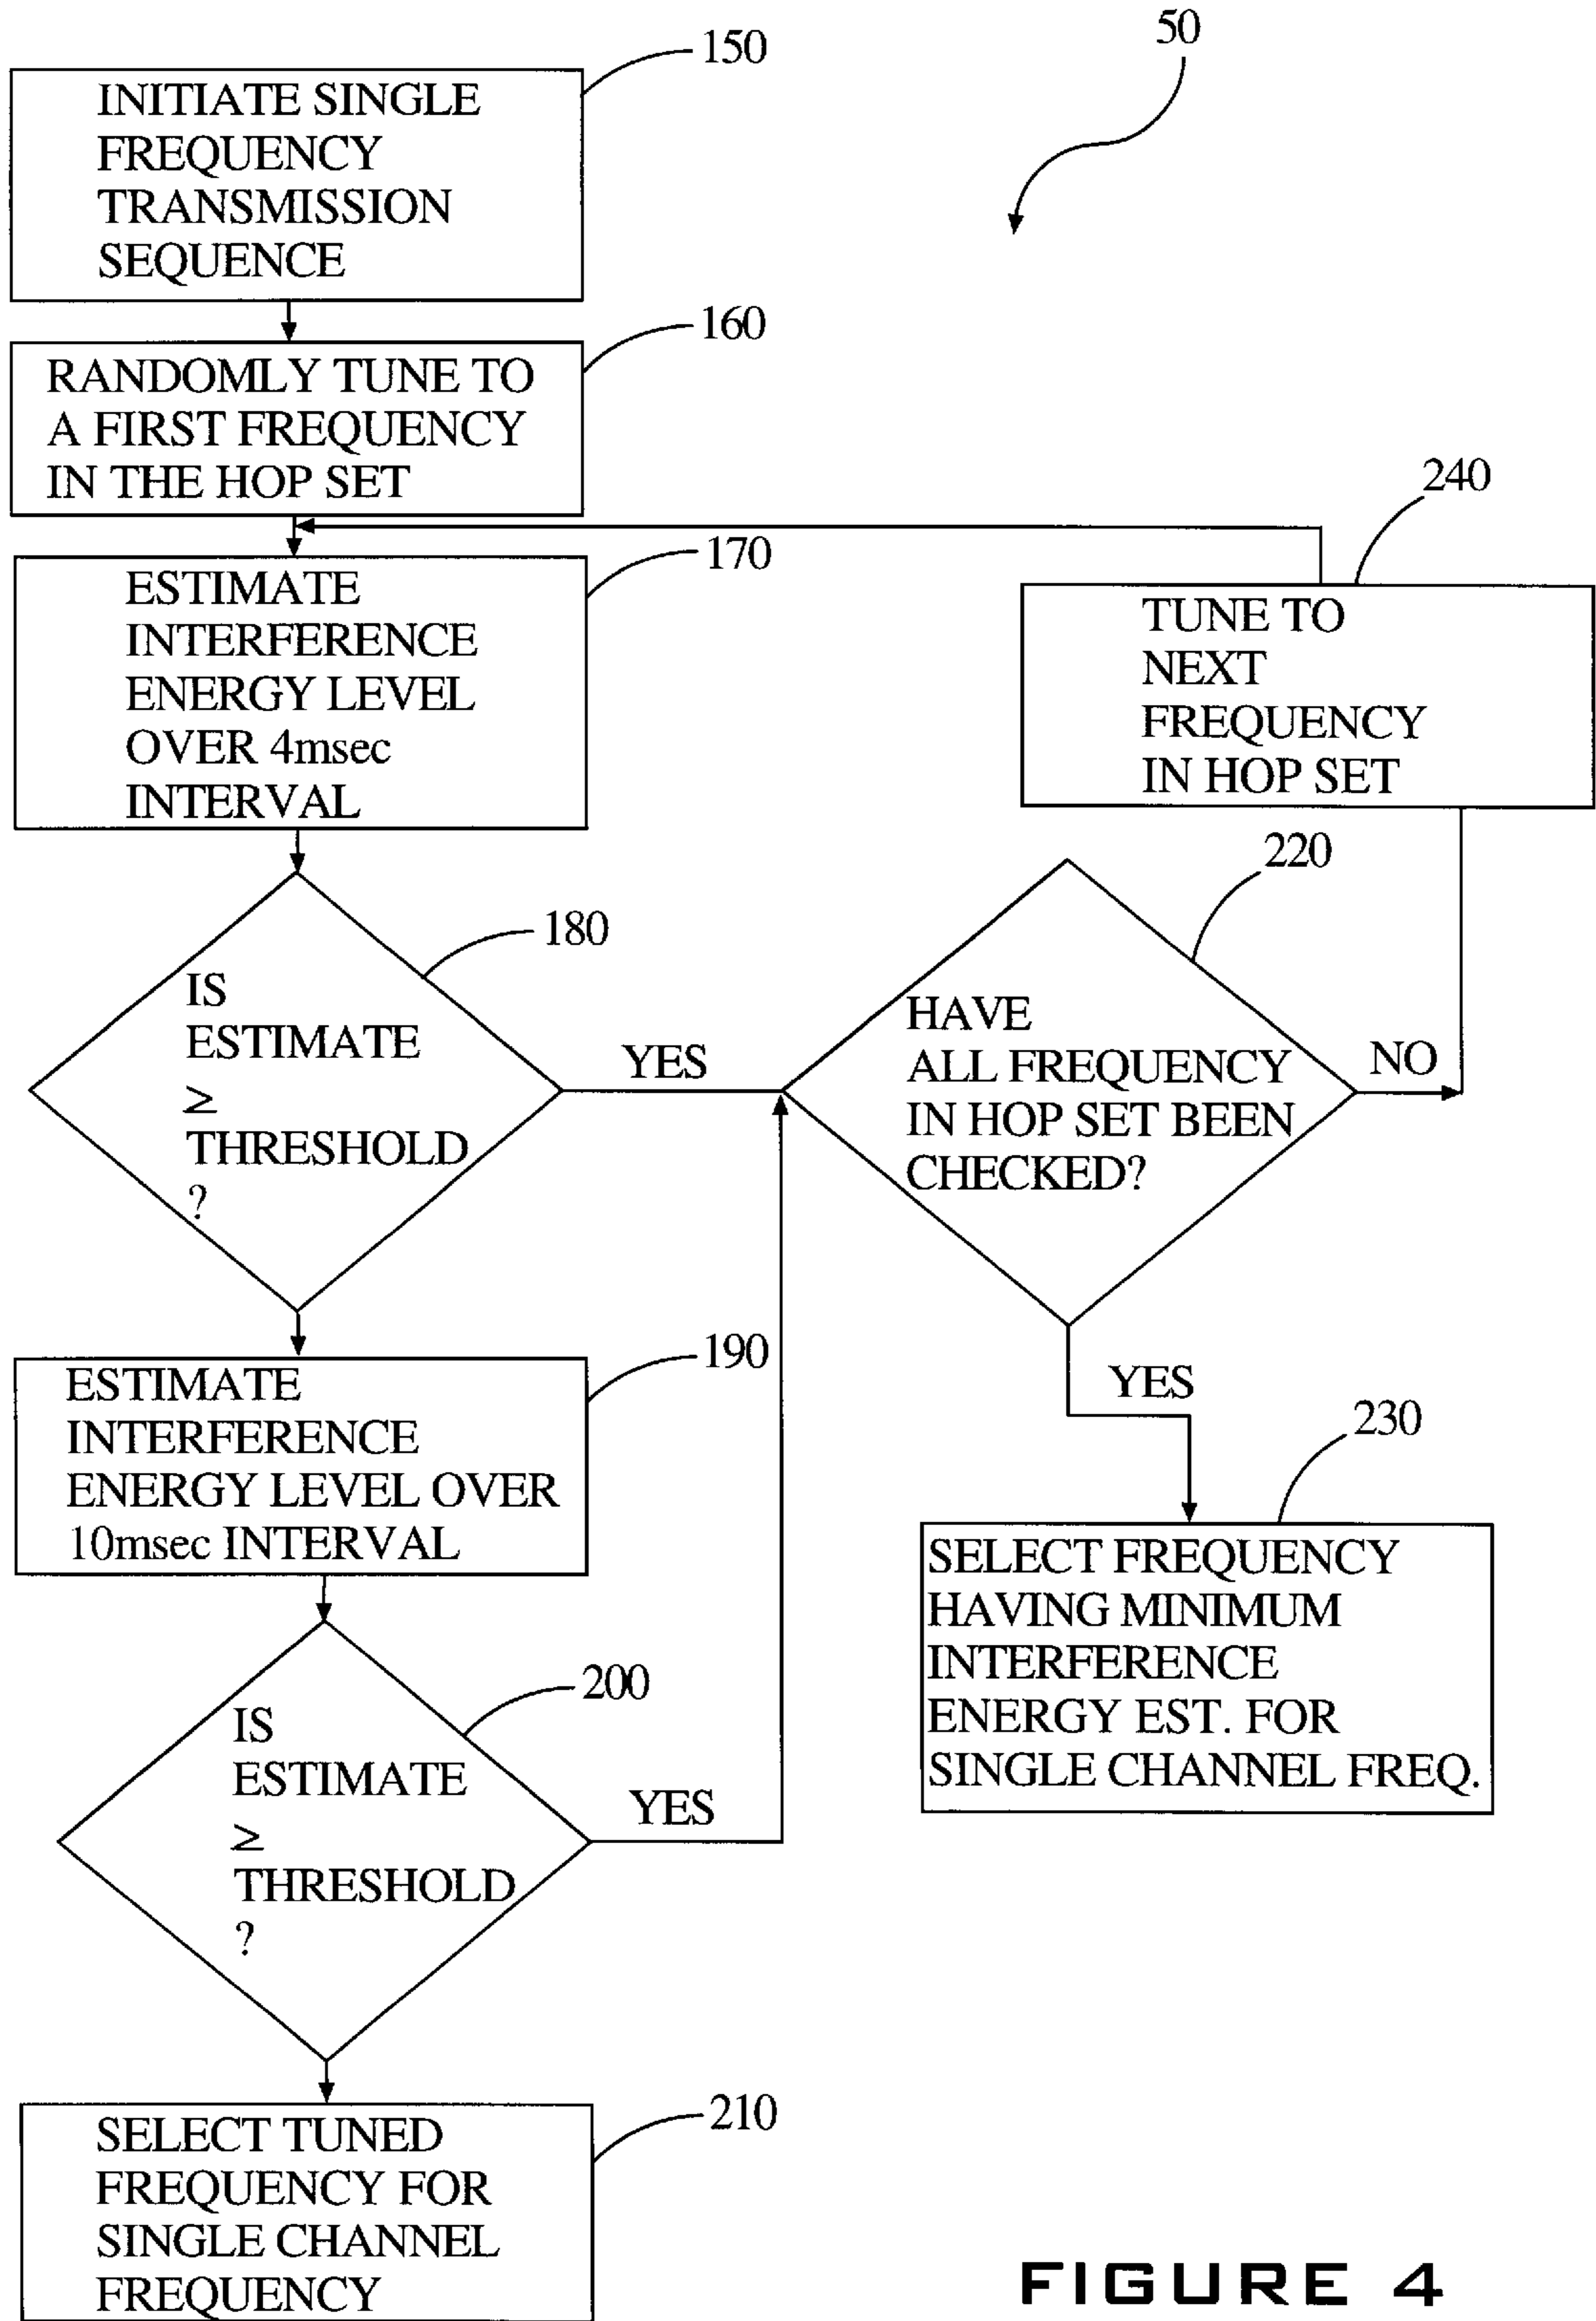 50
150
INITIATE SINGLE
FREQUENCY
TRANSMISSION
SEQUENCE
160
RANDOMLY TUNE TO
A FIRST FREQUENCY
IN THE HOP SET
170
ESTIMATE
INTERFERENCE
ENERGY LEVEL
OVER 4msec
INTERVAL
240
TUNE TO
NEXT
FREQUENCY
IN HOP SET
180
IS
ESTIMATE
≥
THRESHOLD
?
YES
220
HAVE
ALL FREQUENCY
IN HOP SET BEEN
CHECKED?
NO
YES
190
ESTIMATE
INTERFERENCE
ENERGY LEVEL OVER
10msec INTERVAL
230
SELECT FREQUENCY
HAVING MINIMUM
INTERFERENCE
ENERGY EST. FOR
SINGLE CHANNEL FREQ.
200
IS
ESTIMATE
≥
THRESHOLD
?
YES
210
SELECT TUNED
FREQUENCY FOR
SINGLE CHANNEL
FREQUENCY
FIGURE 4